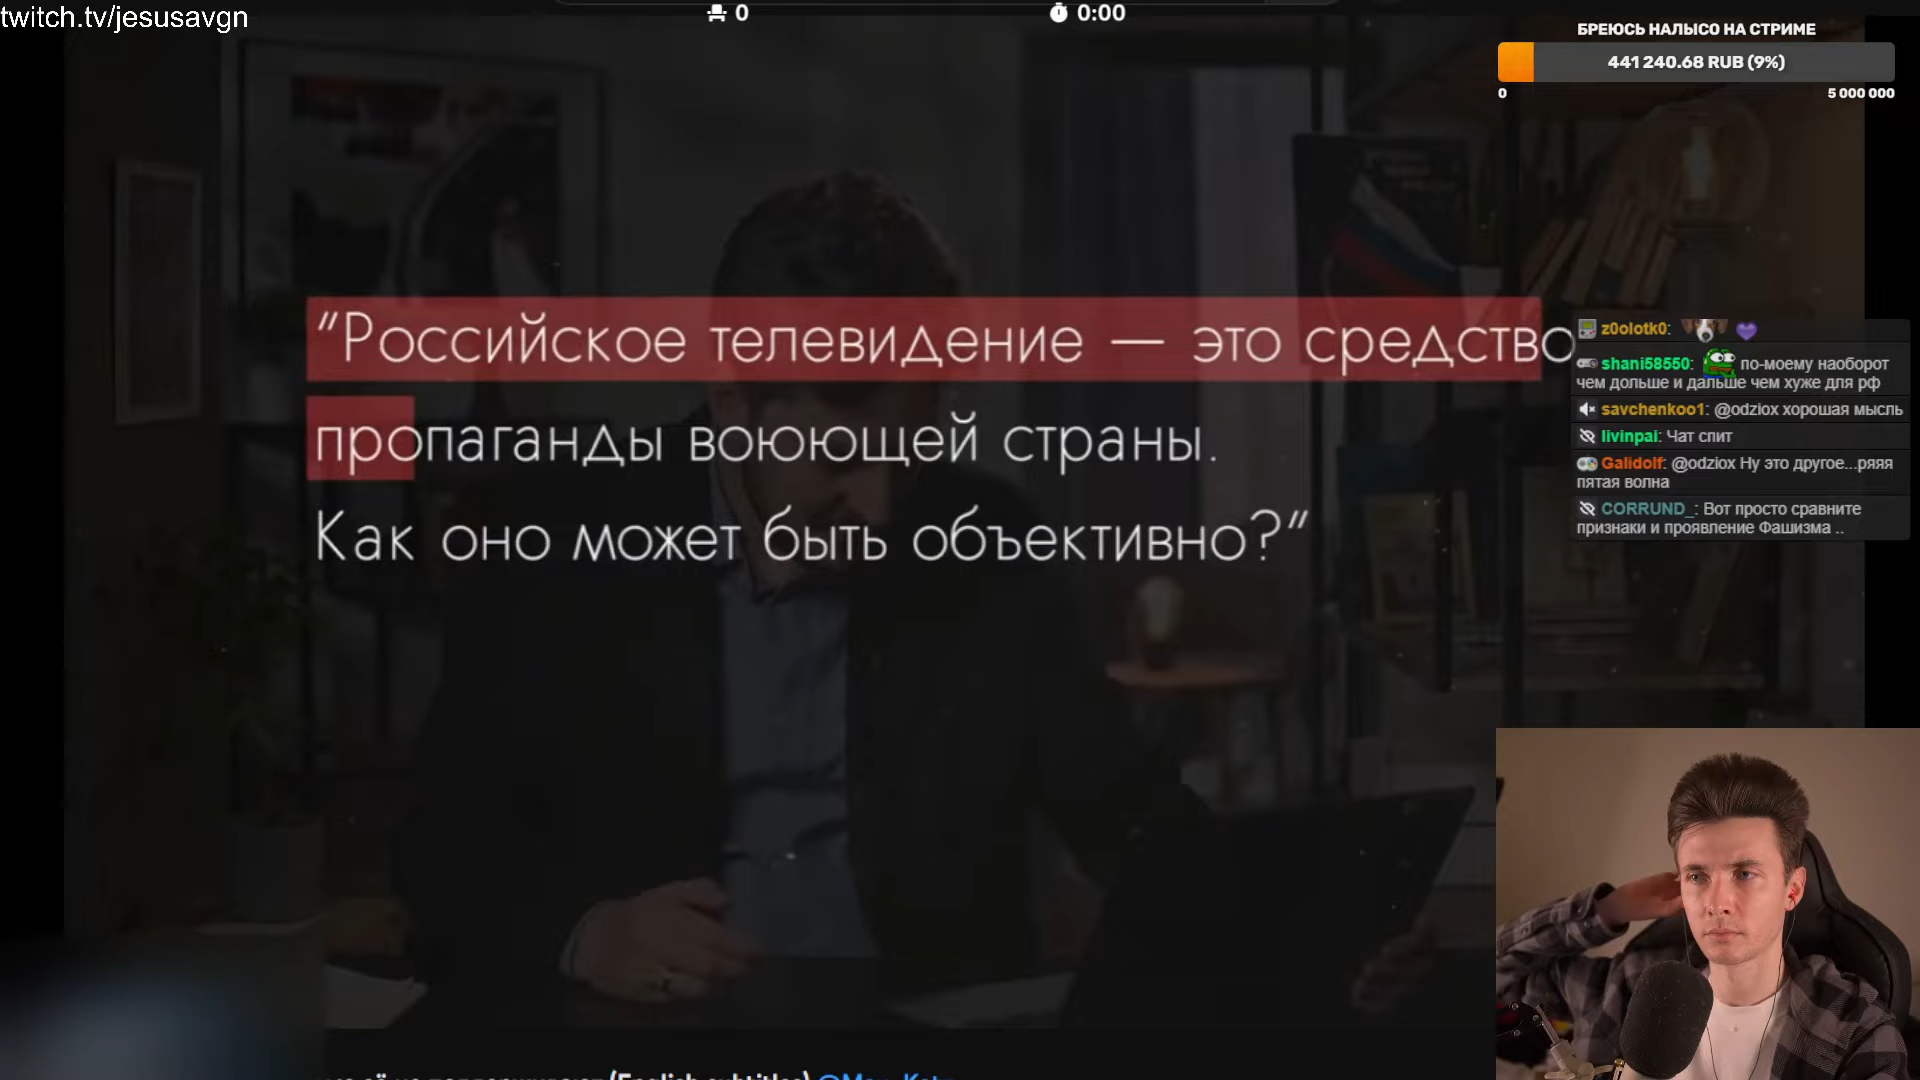 twitch.tv/jesusavgn
0
0:00
БРЕЮСЬ НАЛЫСО НА СТРИМЕ
441 240.68 RUB (9%)
0
5 000 000
“Российское телевидение — это средство
пропаганды воюющей страны.
Как оно может быть объективно?”
z0olotk0:
shani58550: по-моему наоборот
чем дольше и дальше чем хуже для рф
savchenkoo1: @odziox хорошая мысль
livinpai: Чат спит
Galidolf: @odziox Ну это другое...ряяя
пятая волна
CORRUND_: Вот просто сравните
признаки и проявление Фашизма ..
(English subtitles)